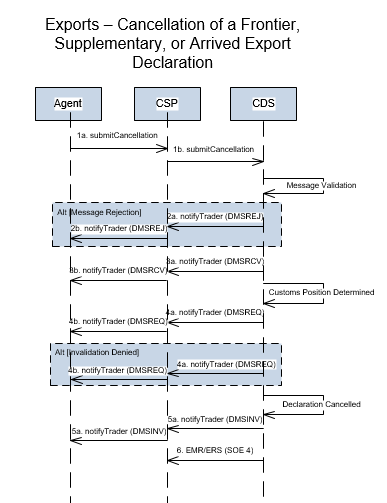 Exports – Cancellation of a Frontier,
Supplementary, or Arrived Export
Declaration
Agent
CSP
CDS
1a. submitCancellation
1b. submitCancellation
Message Validation
Alt [Message Rejection]
2a. notifyTrader (DMSREJ)
2b. notifyTrader (DMSREJ)
3a. notifyTrader (DMSRCV)
3b. notifyTrader (DMSRCV)
Customs Position Determined
4a. notifyTrader (DMSREQ)
4b. notifyTrader (DMSREQ)
Alt [Invalidation Denied]
4a. notifyTrader (DMSREQ)
4b. notifyTrader (DMSREQ)
Declaration Cancelled
5a. notifyTrader (DMSINV)
5a. notifyTrader (DMSINV)
6. EMR/ERS (SOE 4)